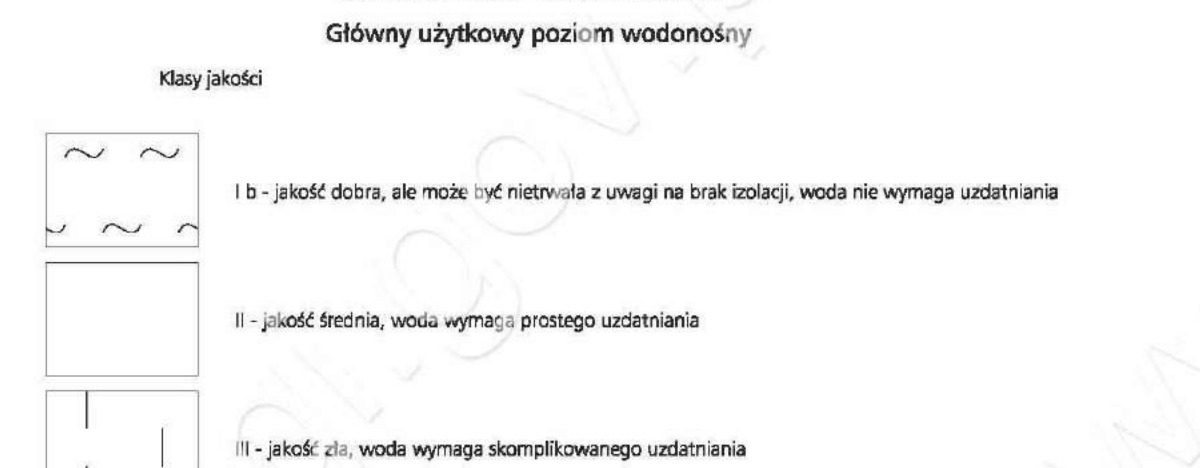 Główny użytkowy poziom wodonośny
Klasy jakości
I b - jakość dobra, ale może być nietrwała z uwagi na brak izolacji, woda nie wymaga uzdatniania
II - jakość średnia, woda wymaga prostego uzdatniania
III - jakość zła, woda wymaga skomplikowanego uzdatniania